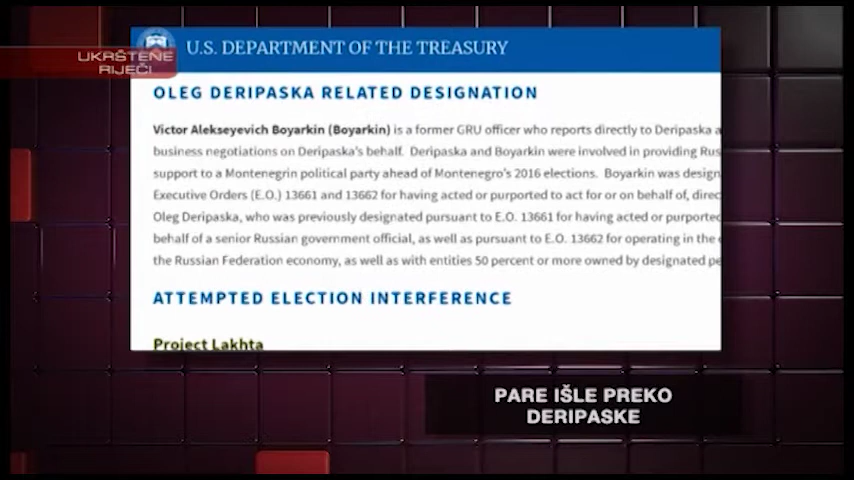 UKRŠTENE
RIJEČI
U.S. DEPARTMENT OF THE TREASURY
OLEG DERIPASKA RELATED DESIGNATION
Victor Alekseyevich Boyarkin (Boyarkin) is a former GRU officer who reports directly to Deripaska a
business negotiations on Deripaska's behalf. Deripaska and Boyarkin were involved in providing Rus
support to a Montenegrin political party ahead of Montenegro's 2016 elections. Boyarkin was design
Executive Orders (E.O.) 13661 and 13662 for having acted or purported to act for or on behalf of, direc
Oleg Deripaska, who was previously designated pursuant to E.O. 13661 for having acted or purported
behalf of a senior Russian government official, as well as pursuant to E.O. 13662 for operating in the
the Russian Federation economy, as well as with entities 50 percent or more owned by designated pe
ATTEMPTED ELECTION INTERFERENCE
Project Lakhta
PARE IŠLE PREKO
DERIPASKE